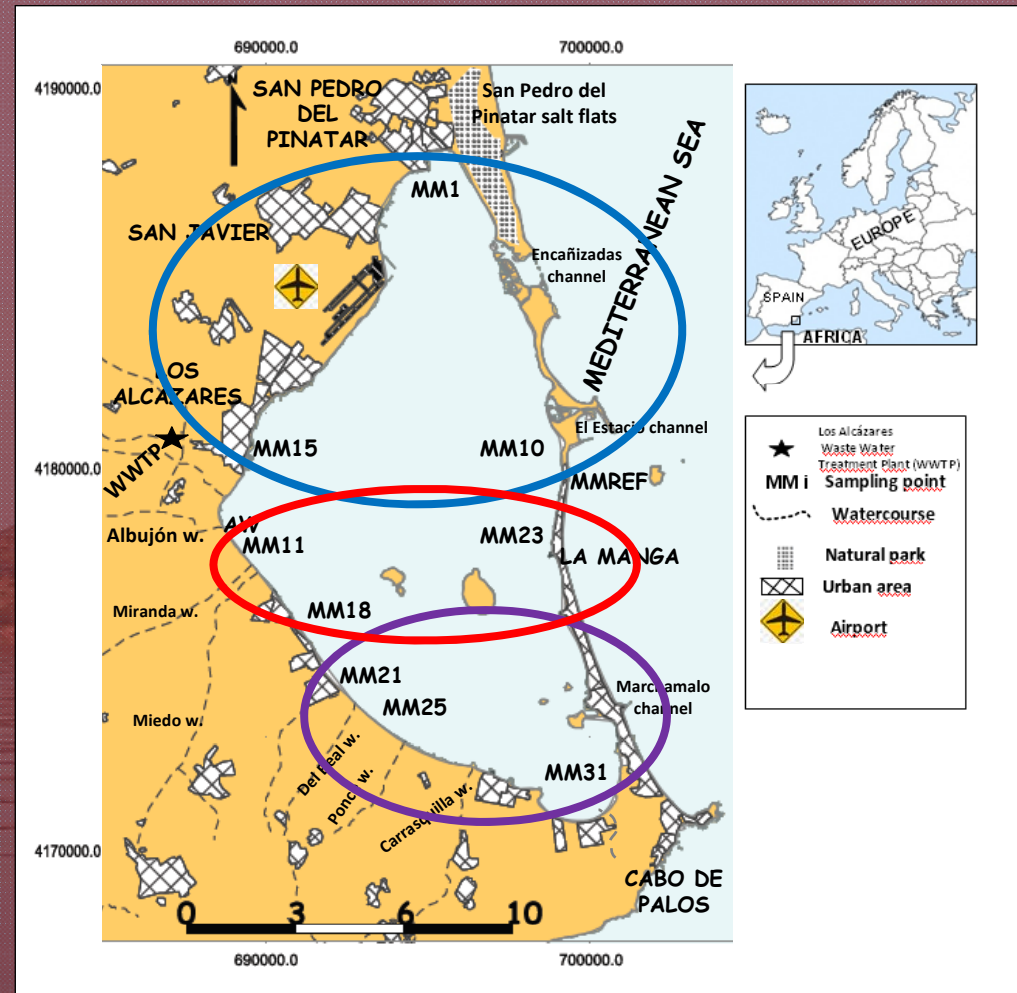 690000.0
700000.0
4190000.0
SAN PEDRO
DEL
PINATAR
San Pedro del
Pinatar salt flats
MM1
SAN JAVIER
Encañizadas
channel
MEDITERRANEAN SEA
LOS
ALCÁZARES
El Estacio channel
WWTP
MM15
MM10
4180000.0
MMREF
AW
Albujón w.
MM11
MM23
LA MANGA
Miranda w.
MM18
MM21
MM25
Marchamalo
channel
Miedo w.
Del Beal w.
Ponce w.
Carrasquilla w.
MM31
4170000.0
CABO DE
PALOS
0 3 6 10
690000.0
700000.0
EUROPE
SPAIN
AFRICA
Los Alcázares
Waste Water
Treatment Plant (WWTP)
MM i Sampling point
Watercourse
Natural park
Urban area
Airport